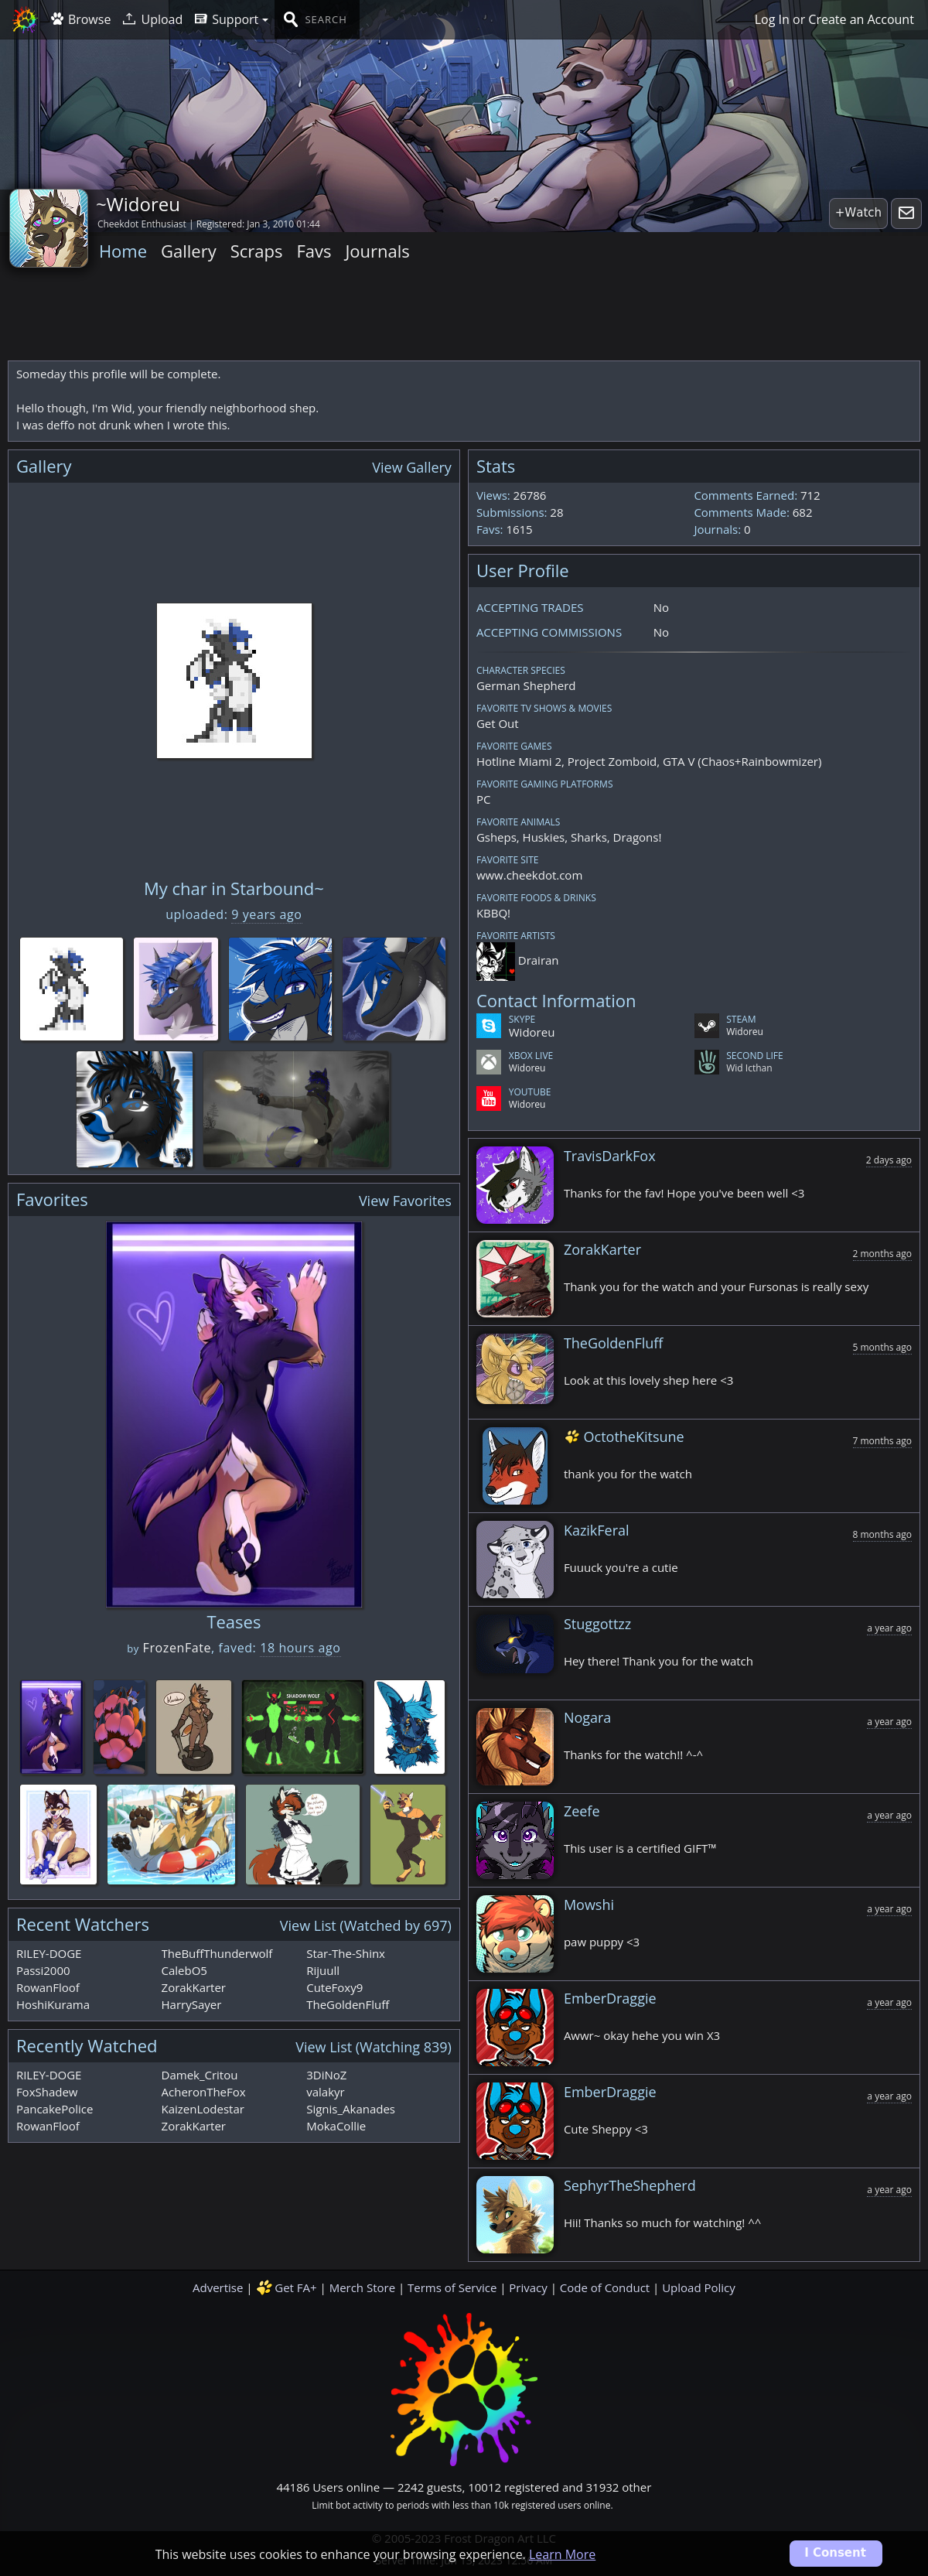 Browse Upload Support SEARCH Log In or Create an Account
~Widoreu
Cheekdot Enthusiast | Registered: Jan 3, 2010 01:44
+Watch
Home Gallery Scraps Favs Journals
Someday this profile will be complete.
Hello though, I'm Wid, your friendly neighborhood shep.
I was deffo not drunk when I wrote this.
Gallery View Gallery
My char in Starbound~
uploaded: 9 years ago
Favorites View Favorites
Teases
by FrozenFate, faved: 18 hours ago
SHADOW WOLF
Recent Watchers View List (Watched by 697)
RILEY-DOGE TheBuffThunderwolf Star-The-Shinx
Passi2000 CalebO5 Rijuull
RowanFloof ZorakKarter CuteFoxy9
HoshiKurama HarrySayer TheGoldenFluff
Recently Watched View List (Watching 839)
RILEY-DOGE Damek_Critou 3DiNoZ
FoxShadew AcheronTheFox valakyr
PancakePolice KaizenLodestar Signis_Akanades
RowanFloof ZorakKarter MokaCollie
Stats
Views: 26786 Comments Earned: 712
Submissions: 28 Comments Made: 682
Favs: 1615 Journals: 0
User Profile
ACCEPTING TRADES No
ACCEPTING COMMISSIONS No
CHARACTER SPECIES
German Shepherd
FAVORITE TV SHOWS & MOVIES
Get Out
FAVORITE GAMES
Hotline Miami 2, Project Zomboid, GTA V (Chaos+Rainbowmizer)
FAVORITE GAMING PLATFORMS
PC
FAVORITE ANIMALS
Gsheps, Huskies, Sharks, Dragons!
FAVORITE SITE
www.cheekdot.com
FAVORITE FOODS & DRINKS
KBBQ!
FAVORITE ARTISTS
Drairan
Contact Information
SKYPE STEAM
Widoreu Widoreu
XBOX LIVE SECOND LIFE
Widoreu Wid Icthan
You Tube YOUTUBE
Widoreu
TravisDarkFox 2 days ago
Thanks for the fav! Hope you've been well <3
ZorakKarter 2 months ago
Thank you for the watch and your Fursonas is really sexy
TheGoldenFluff 5 months ago
Look at this lovely shep here <3
OctotheKitsune 7 months ago
thank you for the watch
KazikFeral 8 months ago
Fuuuck you're a cutie
Stuggottzz a year ago
Hey there! Thank you for the watch
Nogara a year ago
Thanks for the watch!! ^-^
Zeefe a year ago
This user is a certified GIFT™
Mowshi a year ago
paw puppy <3
EmberDraggie a year ago
Awwr~ okay hehe you win X3
EmberDraggie a year ago
Cute Sheppy <3
SephyrTheShepherd a year ago
Hii! Thanks so much for watching! ^^
Advertise | Get FA+ | Merch Store | Terms of Service | Privacy | Code of Conduct | Upload Policy
44186 Users online — 2242 guests, 10012 registered and 31932 other
Limit bot activity to periods with less than 10k registered users online.
© 2005-2023 Frost Dragon Art LLC
This website uses cookies to enhance your browsing experience. Learn More I Consent